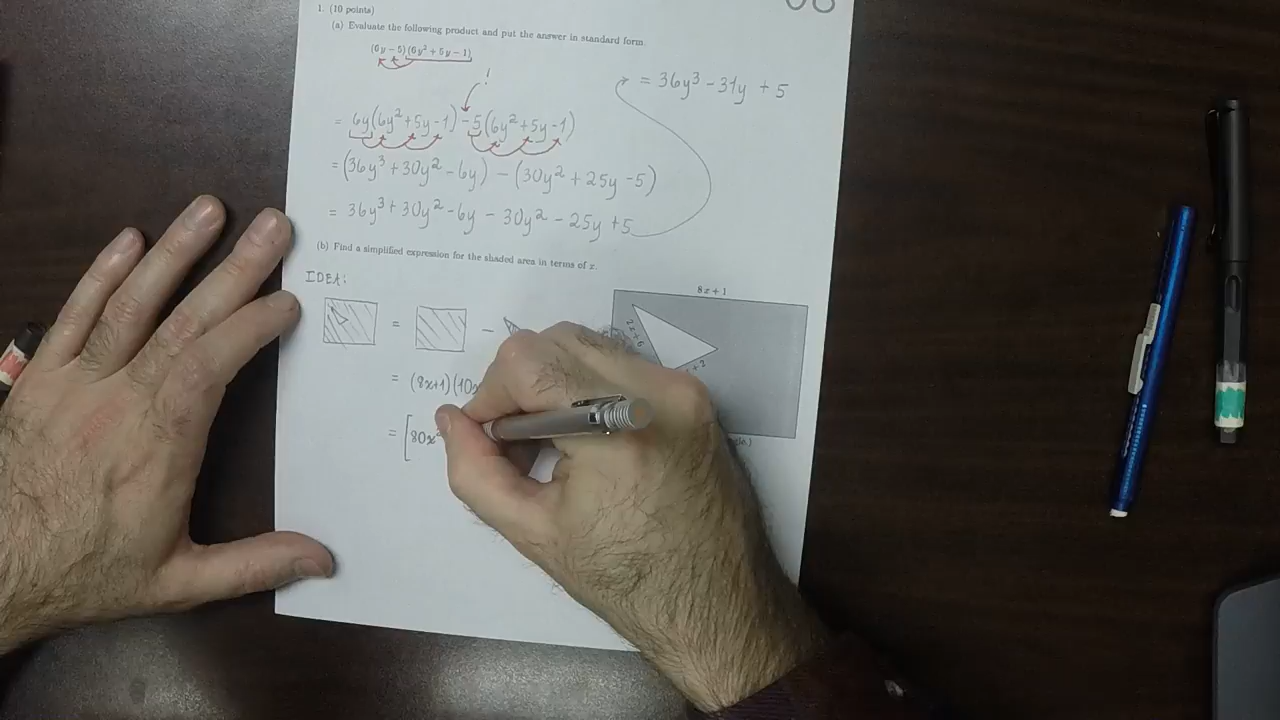 1. (10 points)
(a) Evaluate the following product and put the answer in standard form.
(6y − 5)(6y² + 5y − 1)
!
= 6y(6y²+5y−1) −5(6y²+5y−1)
= (36y³+30y²−6y) − (30y²+25y−5)
= 36y³+30y²−6y − 30y² − 25y +5
= 36y³ −31y + 5
(b) Find a simplified expression for the shaded area in terms of x.
IDEA:
= −
8x + 1
2x + 6
= (8x+1)(10x
= [80x²